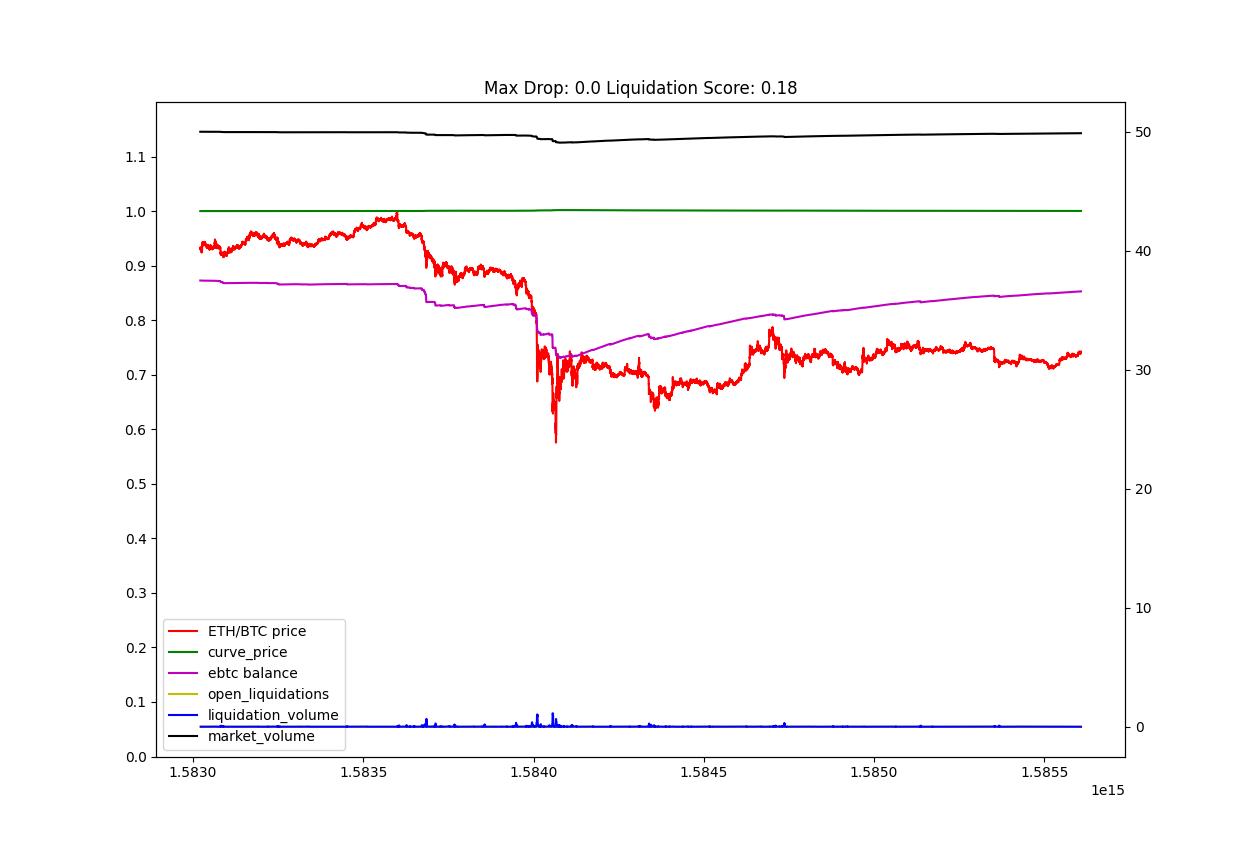 Max Drop: 0.0 Liquidation Score: 0.18
1.1
1.0
0.9
0.8
0.7
0.6
0.5
0.4
0.3
0.2
0.1
0.0
50
40
30
20
10
0
ETH/BTC price
curve_price
ebtc balance
open_liquidations
liquidation_volume
market_volume
1.5830 1.5835 1.5840 1.5845 1.5850 1.5855
1e15